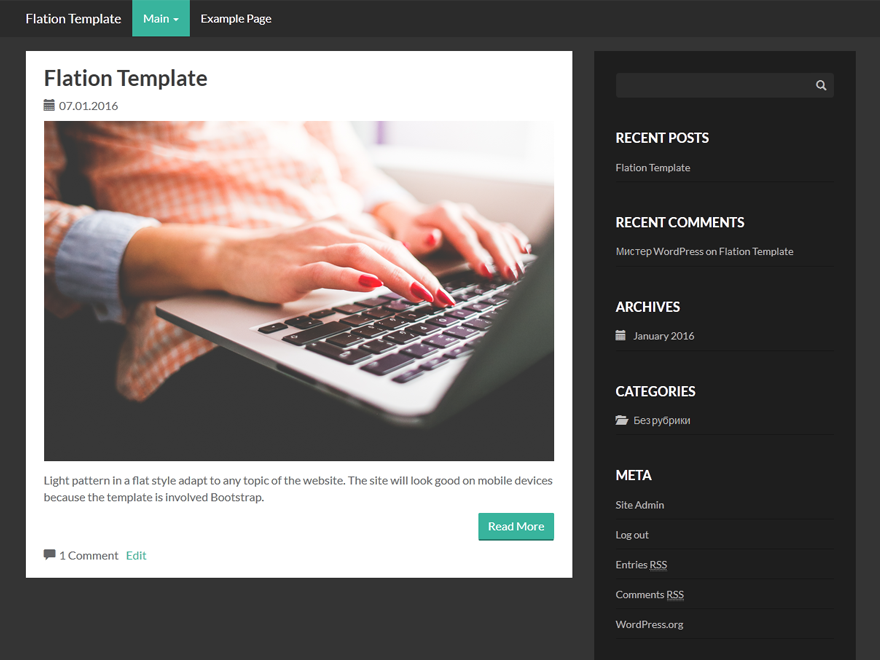 Flation Template Main Example Page
Flation Template
07.01.2016
Light pattern in a flat style adapt to any topic of the website. The site will look good on mobile devices
because the template is involved Bootstrap.
Read More
1 Comment Edit
RECENT POSTS
Flation Template
RECENT COMMENTS
Мистер WordPress on Flation Template
ARCHIVES
January 2016
CATEGORIES
Без рубрики
META
Site Admin
Log out
Entries RSS
Comments RSS
WordPress.org